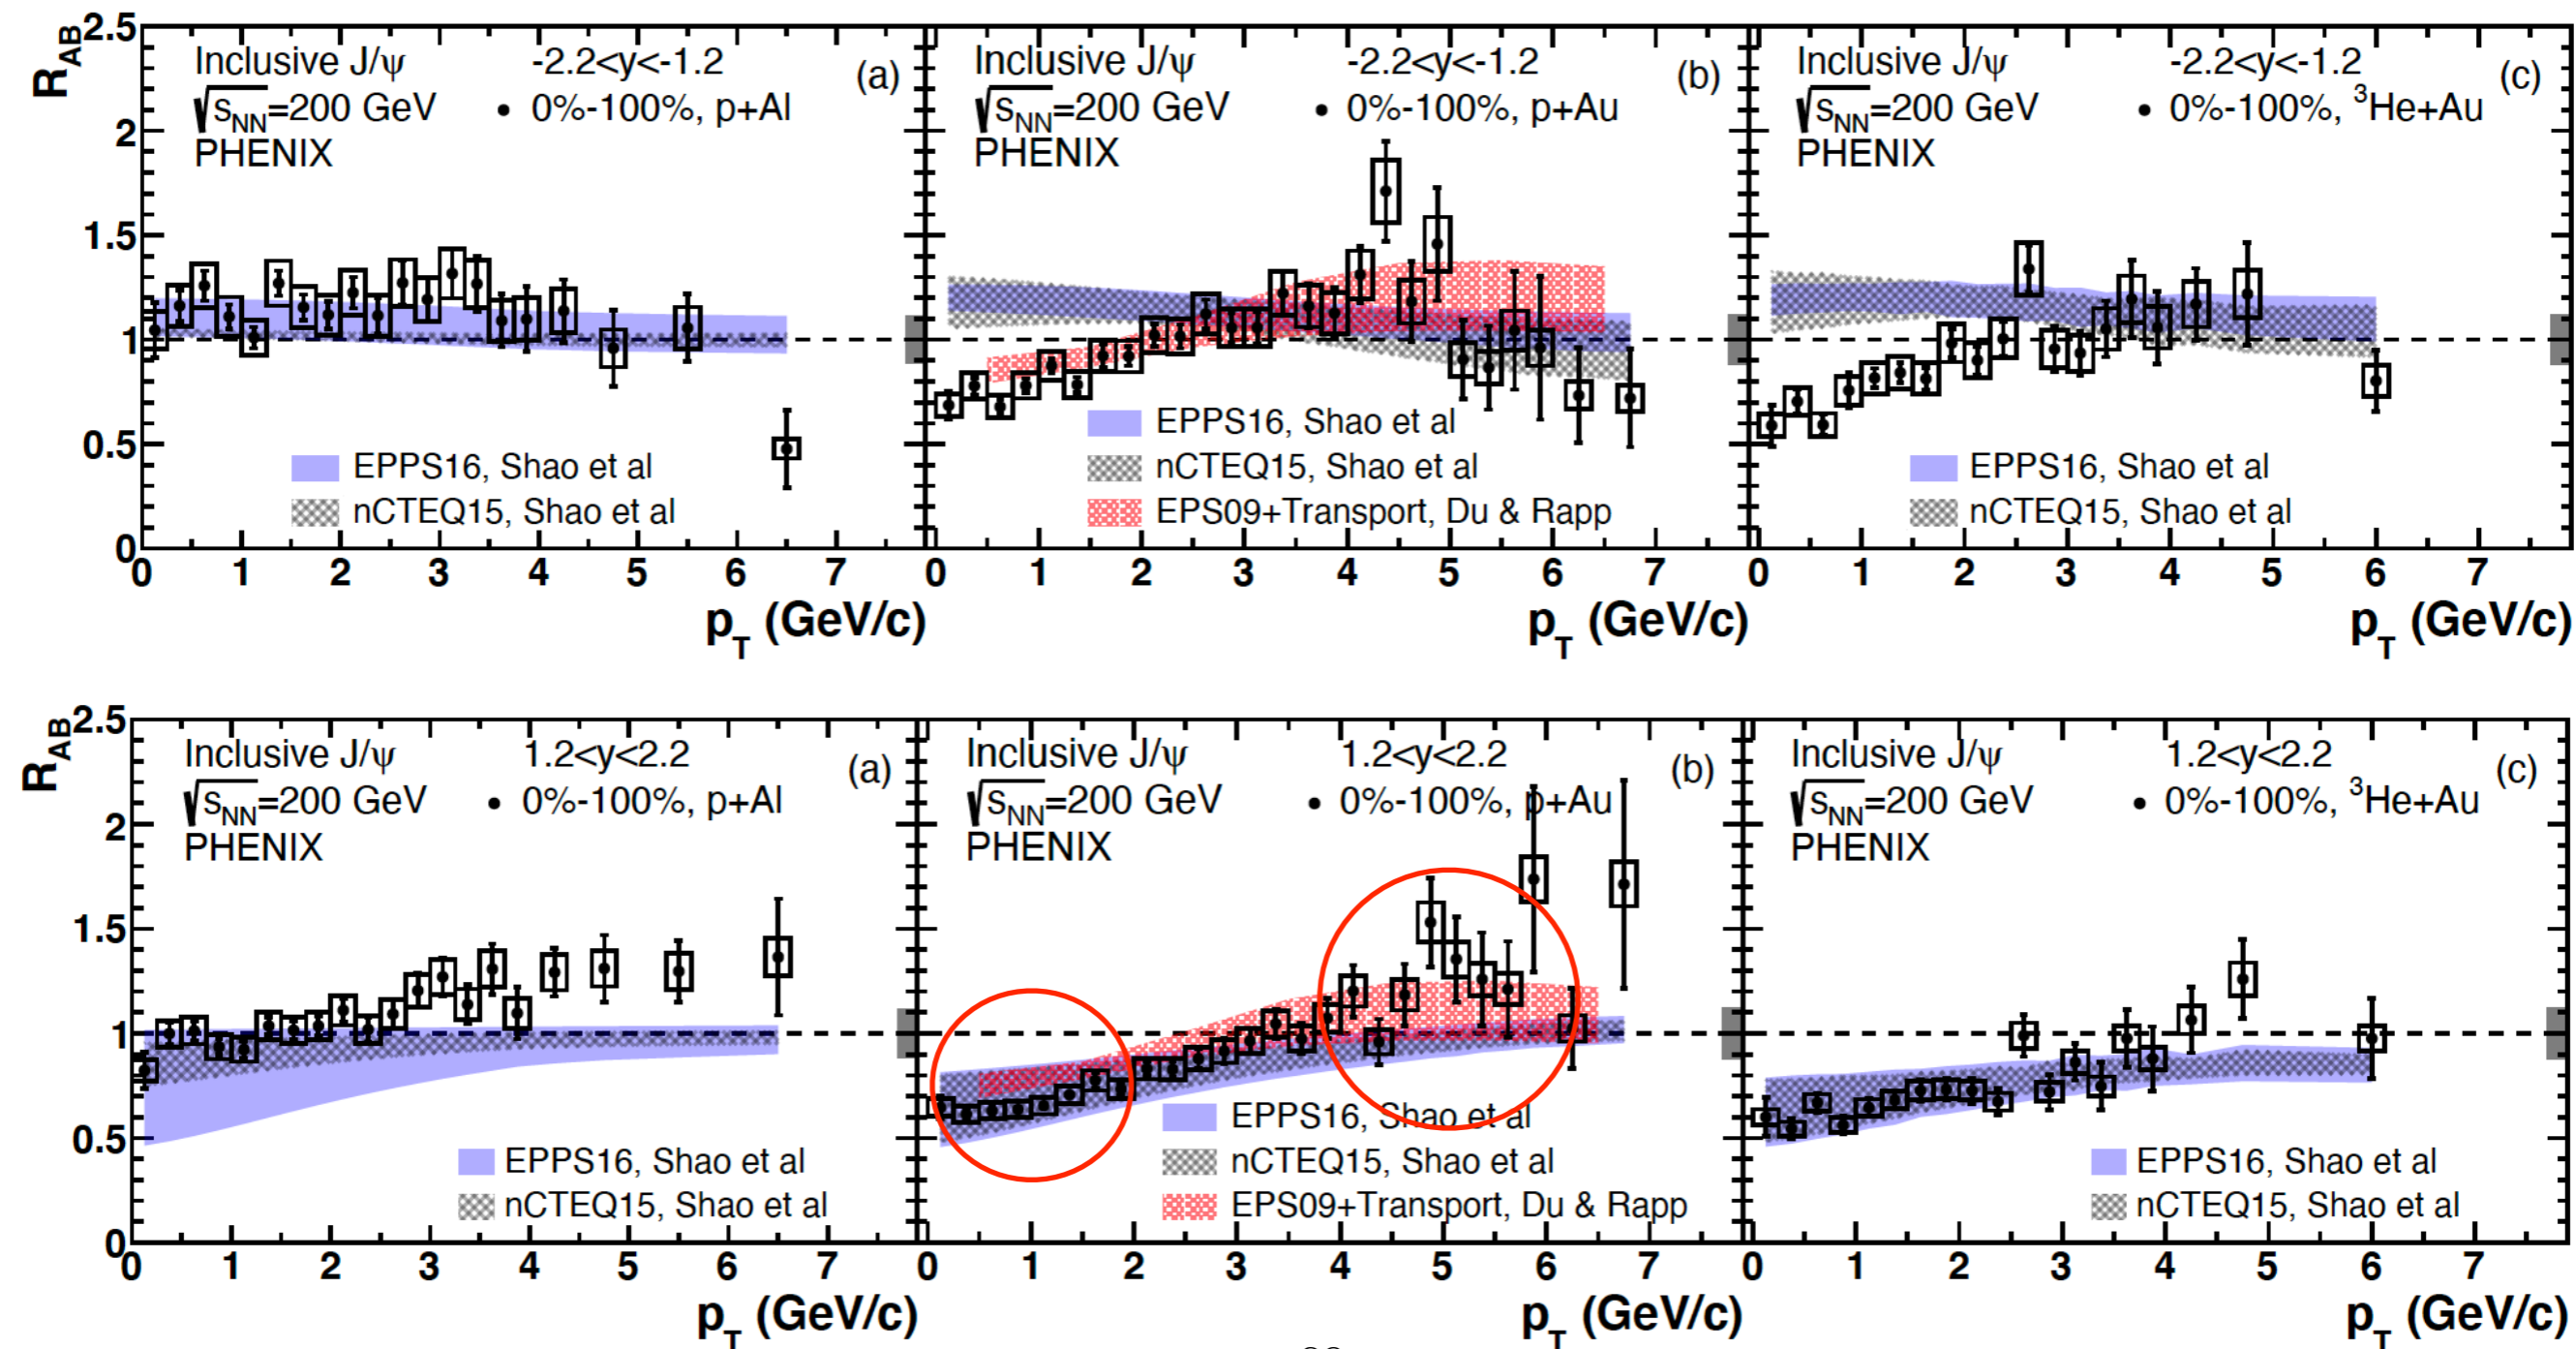 R_AB
2.5
2
1.5
1
0.5
0
Inclusive J/ψ
-2.2<y<-1.2
(a)
√s_NN=200 GeV
• 0%-100%, p+Al
PHENIX
EPPS16, Shao et al
nCTEQ15, Shao et al
0 1 2 3 4 5 6 7
p_T (GeV/c)
Inclusive J/ψ
-2.2<y<-1.2
(b)
√s_NN=200 GeV
• 0%-100%, p+Au
PHENIX
EPPS16, Shao et al
nCTEQ15, Shao et al
EPS09+Transport, Du & Rapp
0 1 2 3 4 5 6 7
p_T (GeV/c)
Inclusive J/ψ
-2.2<y<-1.2
(c)
√s_NN=200 GeV
• 0%-100%, ³He+Au
PHENIX
EPPS16, Shao et al
nCTEQ15, Shao et al
0 1 2 3 4 5 6 7
p_T (GeV/c)
R_AB
2.5
2
1.5
1
0.5
0
Inclusive J/ψ
1.2<y<2.2
(a)
√s_NN=200 GeV
• 0%-100%, p+Al
PHENIX
EPPS16, Shao et al
nCTEQ15, Shao et al
0 1 2 3 4 5 6 7
p_T (GeV/c)
Inclusive J/ψ
1.2<y<2.2
(b)
√s_NN=200 GeV
• 0%-100%, p+Au
PHENIX
EPPS16, Shao et al
nCTEQ15, Shao et al
EPS09+Transport, Du & Rapp
0 1 2 3 4 5 6 7
p_T (GeV/c)
Inclusive J/ψ
1.2<y<2.2
(c)
√s_NN=200 GeV
• 0%-100%, ³He+Au
PHENIX
EPPS16, Shao et al
nCTEQ15, Shao et al
0 1 2 3 4 5 6 7
p_T (GeV/c)